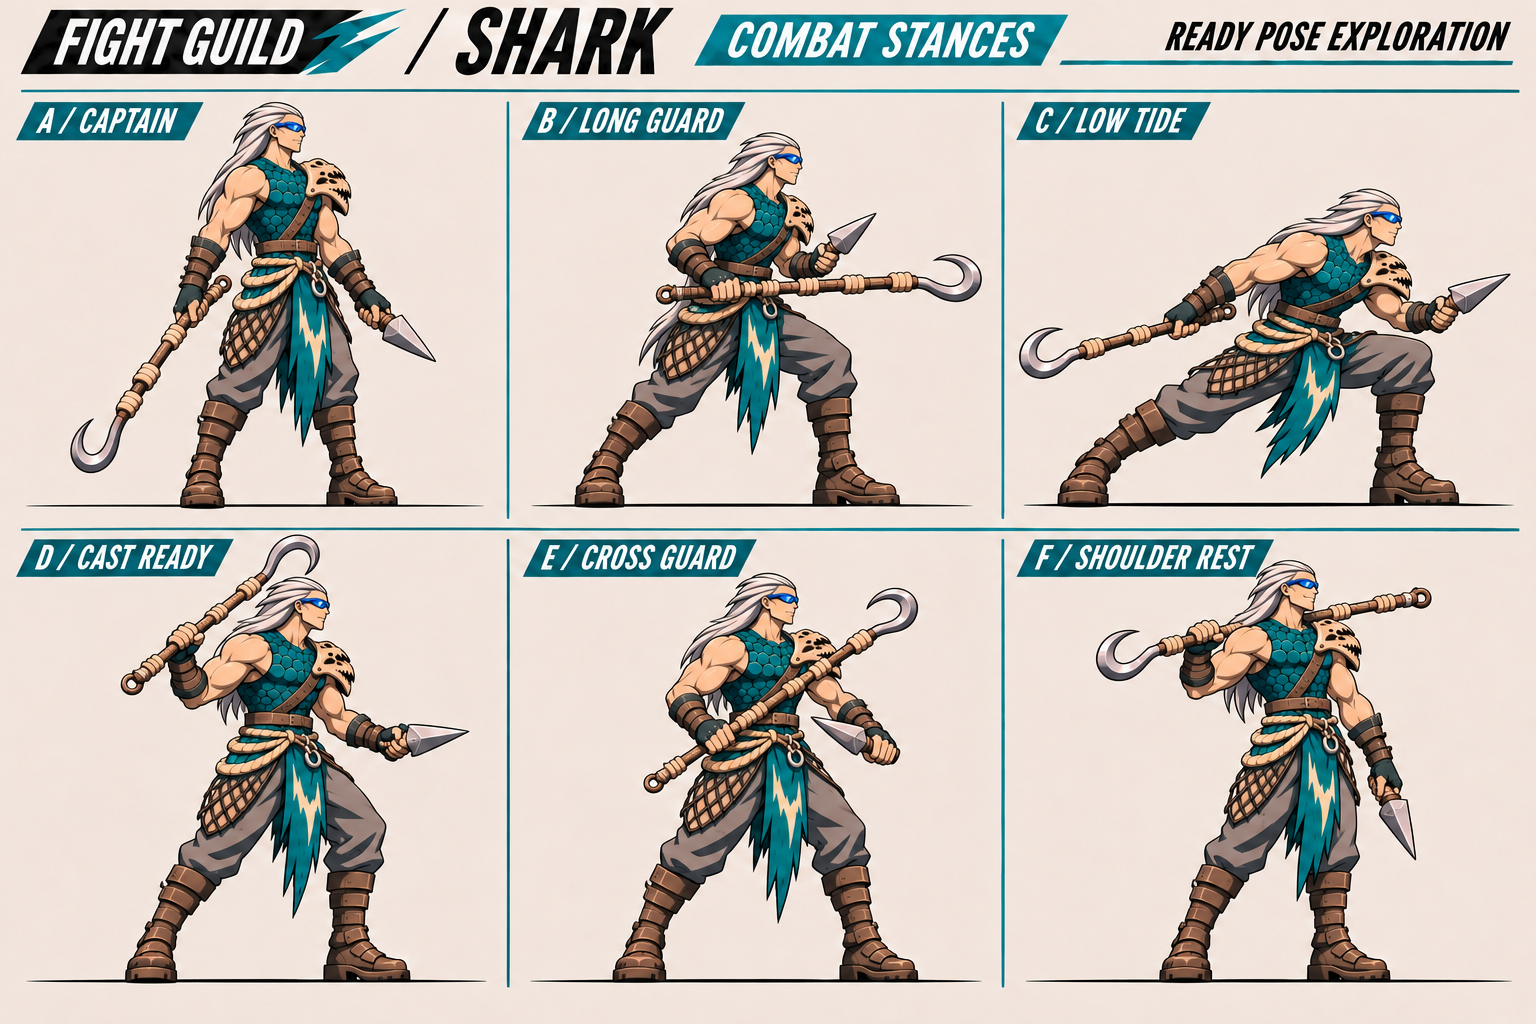 FIGHT GUILD / SHARK COMBAT STANCES READY POSE EXPLORATION
A / CAPTAIN
B / LONG GUARD
C / LOW TIDE
D / CAST READY
E / CROSS GUARD
F / SHOULDER REST